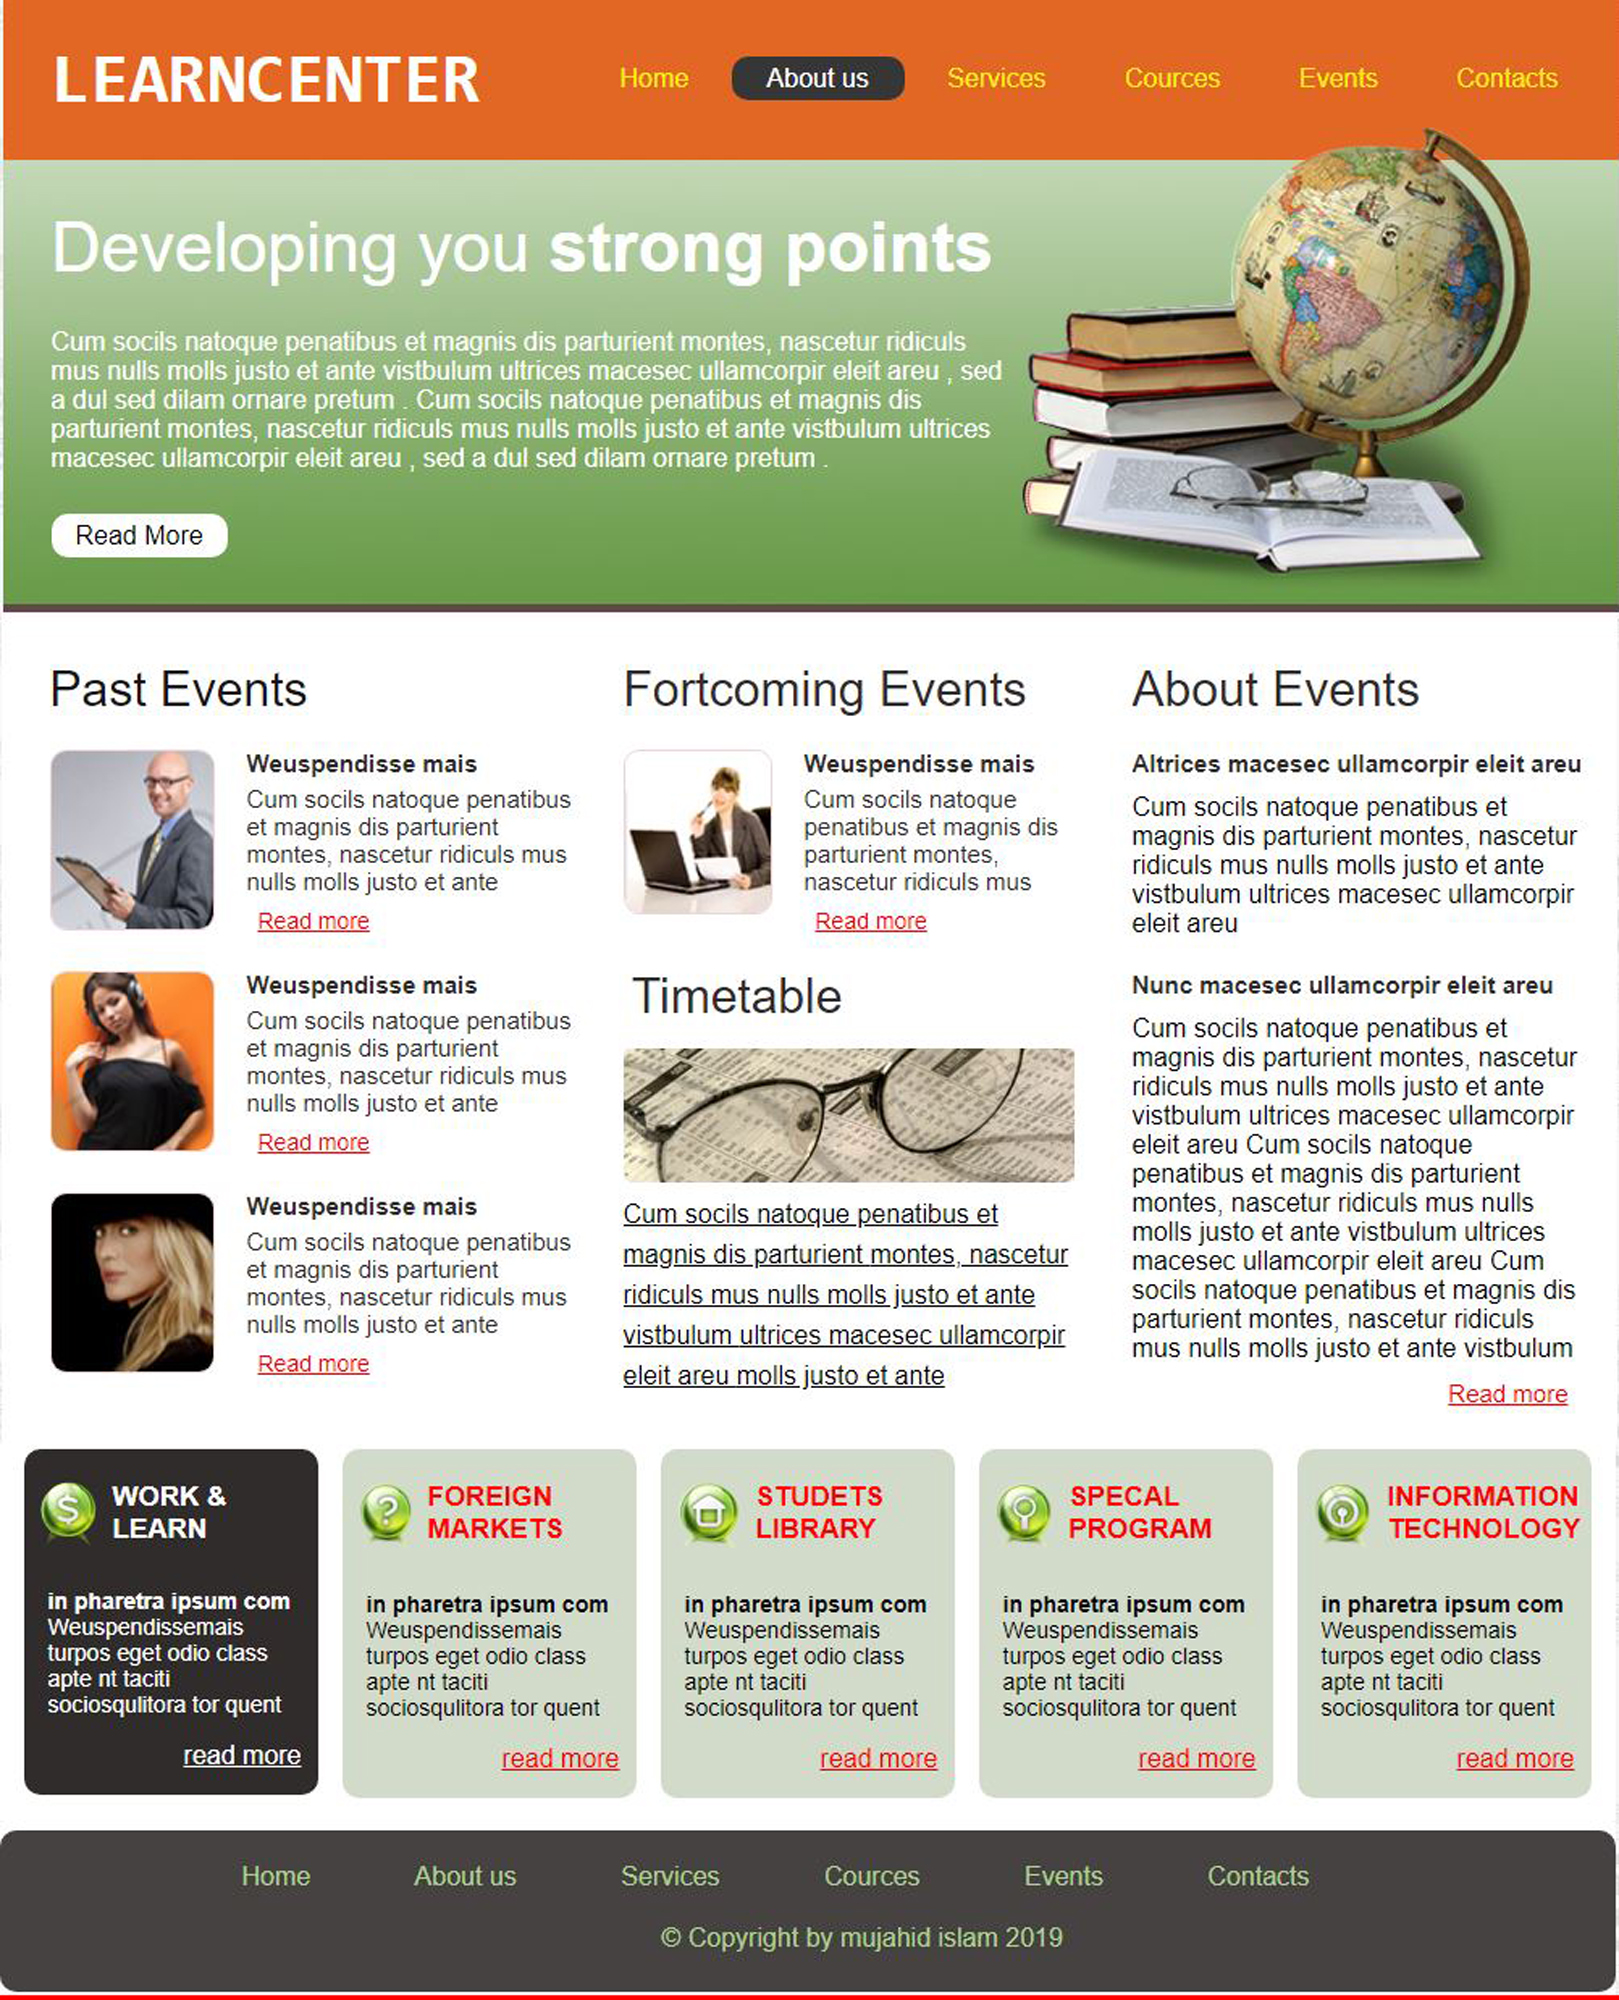 LEARNCENTER
Home
About us
Services
Cources
Events
Contacts
Developing you strong points
Cum socils natoque penatibus et magnis dis parturient montes, nascetur ridiculs
mus nulls molls justo et ante vistbulum ultrices macesec ullamcorpir eleit areu , sed
a dul sed dilam ornare pretum . Cum socils natoque penatibus et magnis dis
parturient montes, nascetur ridiculs mus nulls molls justo et ante vistbulum ultrices
macesec ullamcorpir eleit areu , sed a dul sed dilam ornare pretum .
Read More
Past Events
Weuspendisse mais
Cum socils natoque penatibus
et magnis dis parturient
montes, nascetur ridiculs mus
nulls molls justo et ante
Read more
Weuspendisse mais
Cum socils natoque penatibus
et magnis dis parturient
montes, nascetur ridiculs mus
nulls molls justo et ante
Read more
Weuspendisse mais
Cum socils natoque penatibus
et magnis dis parturient
montes, nascetur ridiculs mus
nulls molls justo et ante
Read more
Fortcoming Events
Weuspendisse mais
Cum socils natoque
penatibus et magnis dis
parturient montes,
nascetur ridiculs mus
Read more
Timetable
Cum socils natoque penatibus et
magnis dis parturient montes, nascetur
ridiculs mus nulls molls justo et ante
vistbulum ultrices macesec ullamcorpir
eleit areu molls justo et ante
About Events
Altrices macesec ullamcorpir eleit areu
Cum socils natoque penatibus et
magnis dis parturient montes, nascetur
ridiculs mus nulls molls justo et ante
vistbulum ultrices macesec ullamcorpir
eleit areu
Nunc macesec ullamcorpir eleit areu
Cum socils natoque penatibus et
magnis dis parturient montes, nascetur
ridiculs mus nulls molls justo et ante
vistbulum ultrices macesec ullamcorpir
eleit areu Cum socils natoque
penatibus et magnis dis parturient
montes, nascetur ridiculs mus nulls
molls justo et ante vistbulum ultrices
macesec ullamcorpir eleit areu Cum
socils natoque penatibus et magnis dis
parturient montes, nascetur ridiculs
mus nulls molls justo et ante vistbulum
Read more
WORK &
LEARN
in pharetra ipsum com
Weuspendissemais
turpos eget odio class
apte nt taciti
sociosqulitora tor quent
read more
FOREIGN
MARKETS
in pharetra ipsum com
Weuspendissemais
turpos eget odio class
apte nt taciti
sociosqulitora tor quent
read more
STUDETS
LIBRARY
in pharetra ipsum com
Weuspendissemais
turpos eget odio class
apte nt taciti
sociosqulitora tor quent
read more
SPECAL
PROGRAM
in pharetra ipsum com
Weuspendissemais
turpos eget odio class
apte nt taciti
sociosqulitora tor quent
read more
INFORMATION
TECHNOLOGY
in pharetra ipsum com
Weuspendissemais
turpos eget odio class
apte nt taciti
sociosqulitora tor quent
read more
Home
About us
Services
Cources
Events
Contacts
© Copyright by mujahid islam 2019